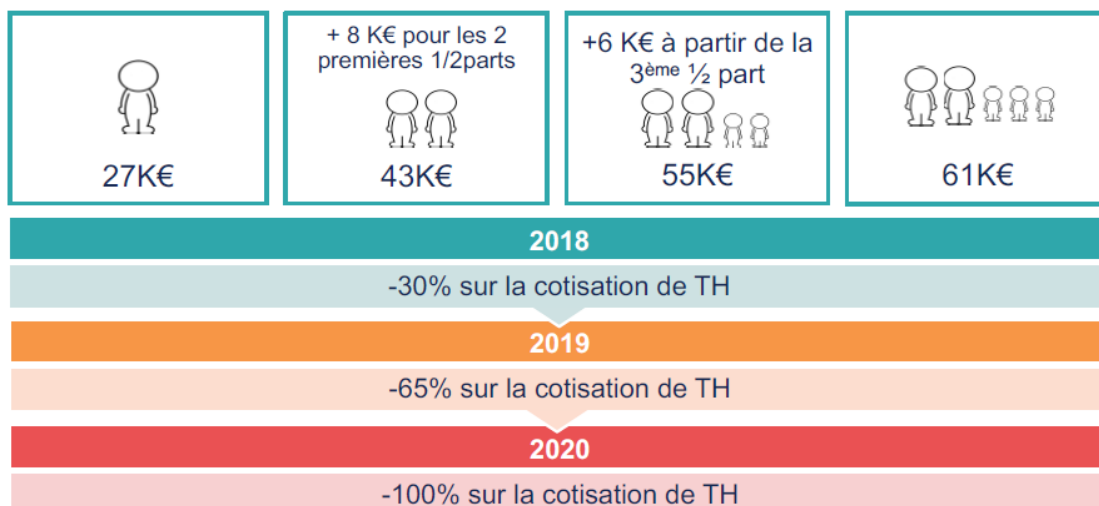 27K€
+ 8 K€ pour les 2
premières 1/2parts
43K€
+6 K€ à partir de la
3ème ½ part
55K€
61K€
2018
-30% sur la cotisation de TH
2019
-65% sur la cotisation de TH
2020
-100% sur la cotisation de TH